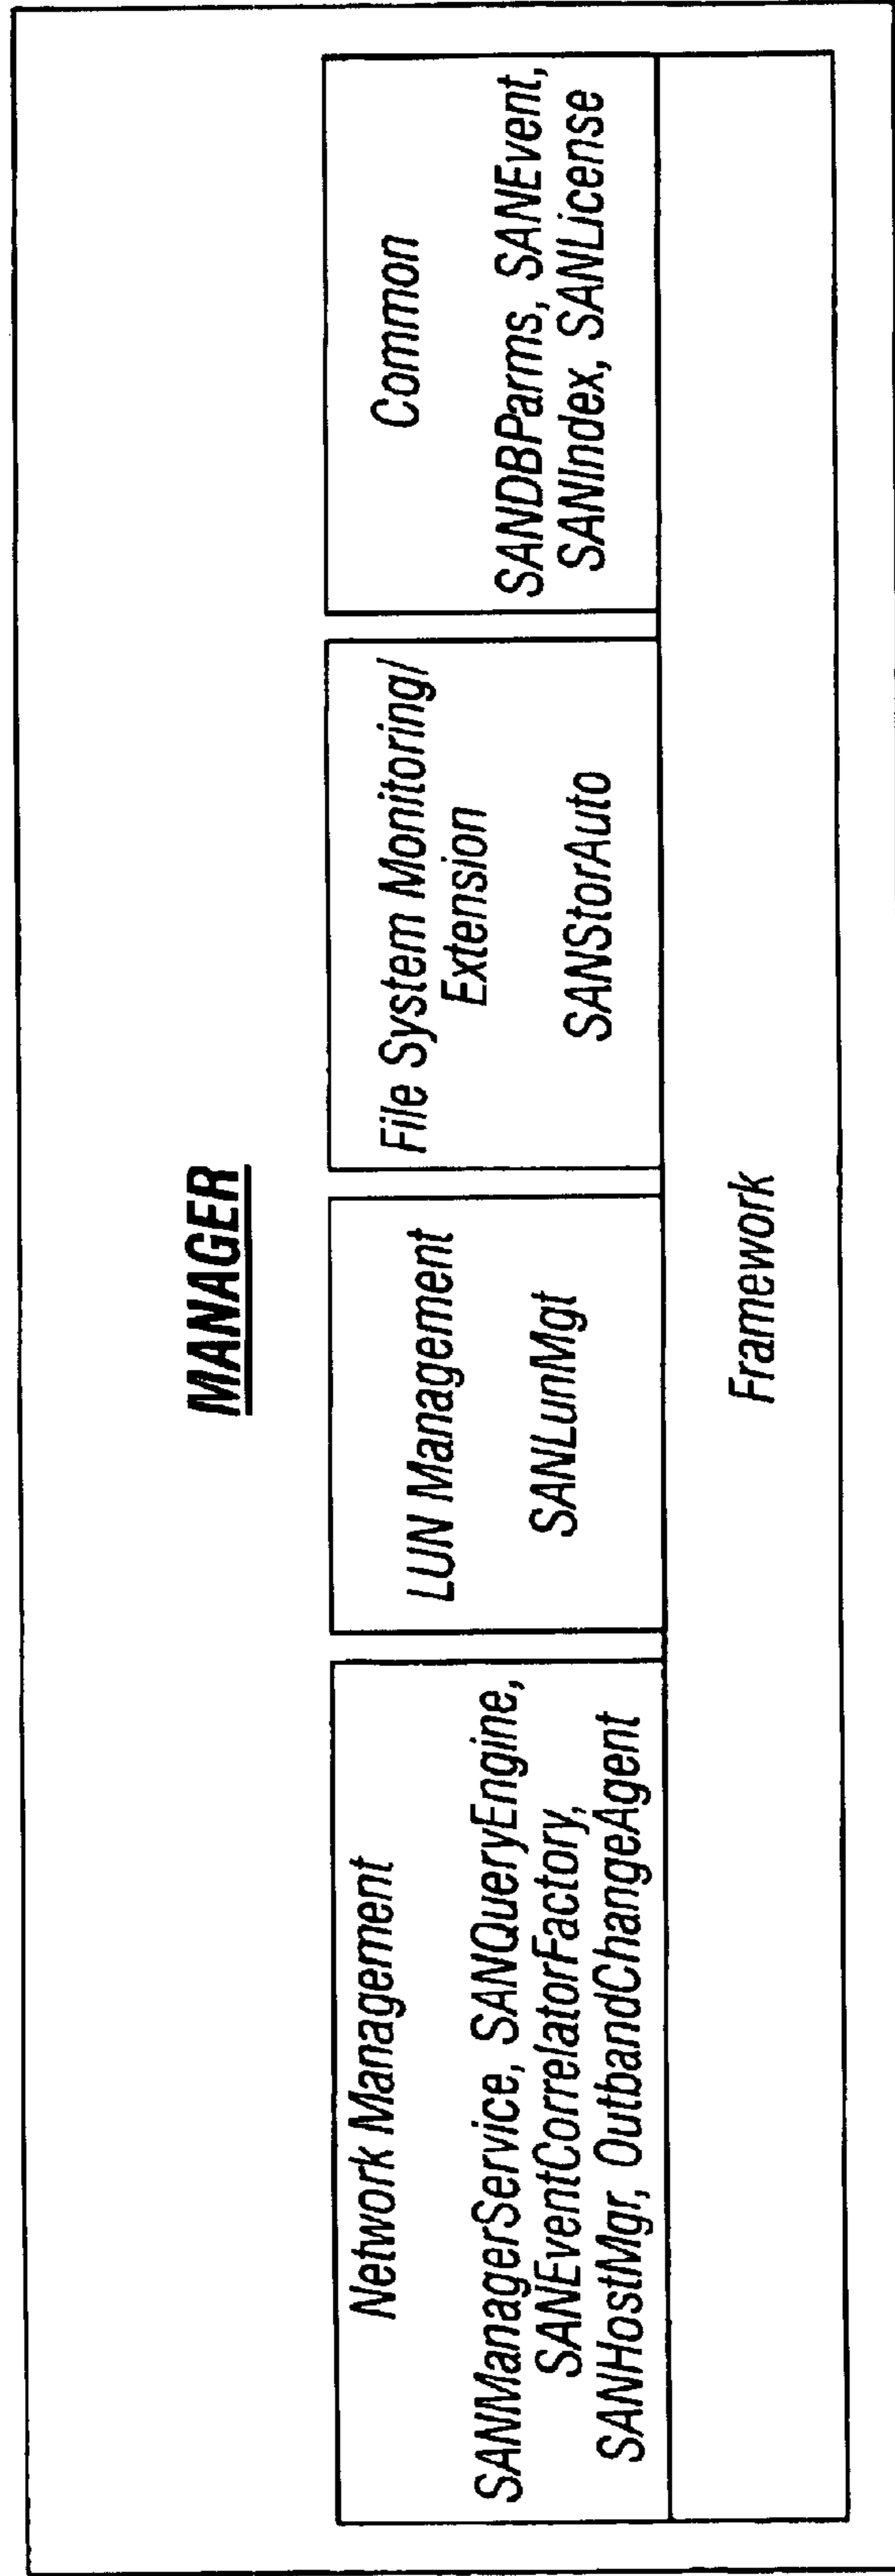 MANAGER
Network Management
SANManagerService, SANQueryEngine,
SANEventCorrelatorFactory,
SANHostMgr, OutbandChangeAgent
LUN Management
SANLunMgt
File System Monitoring/
Extension
SANStorAuto
Common
SANDBParms, SANEvent,
SANIndex, SANLicense
Framework